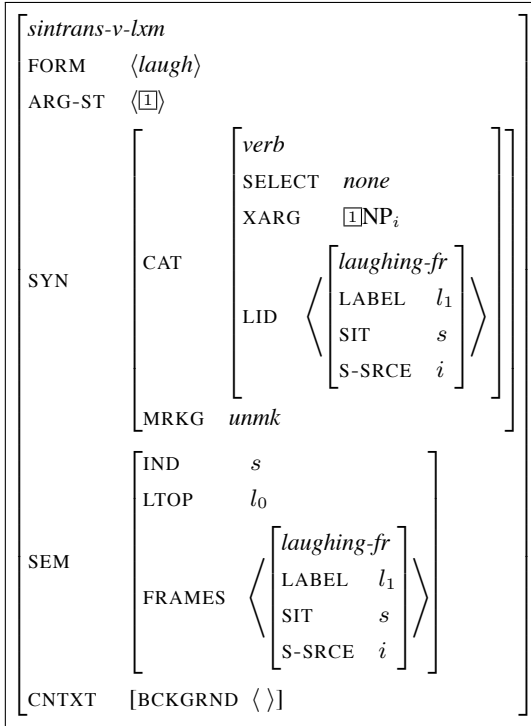 sintrans-v-lxm
FORM ⟨laugh⟩
ARG-ST ⟨1⟩
verb
SELECT none
XARG 1NPi
laughing-fr
CAT
LABEL l1
SYN
LID
SIT s
S-SRCE i
MRKG unmk
IND s
LTOP l0
laughing-fr
SEM
LABEL l1
FRAMES
SIT s
S-SRCE i
CNTXT [BCKGRND ⟨ ⟩]